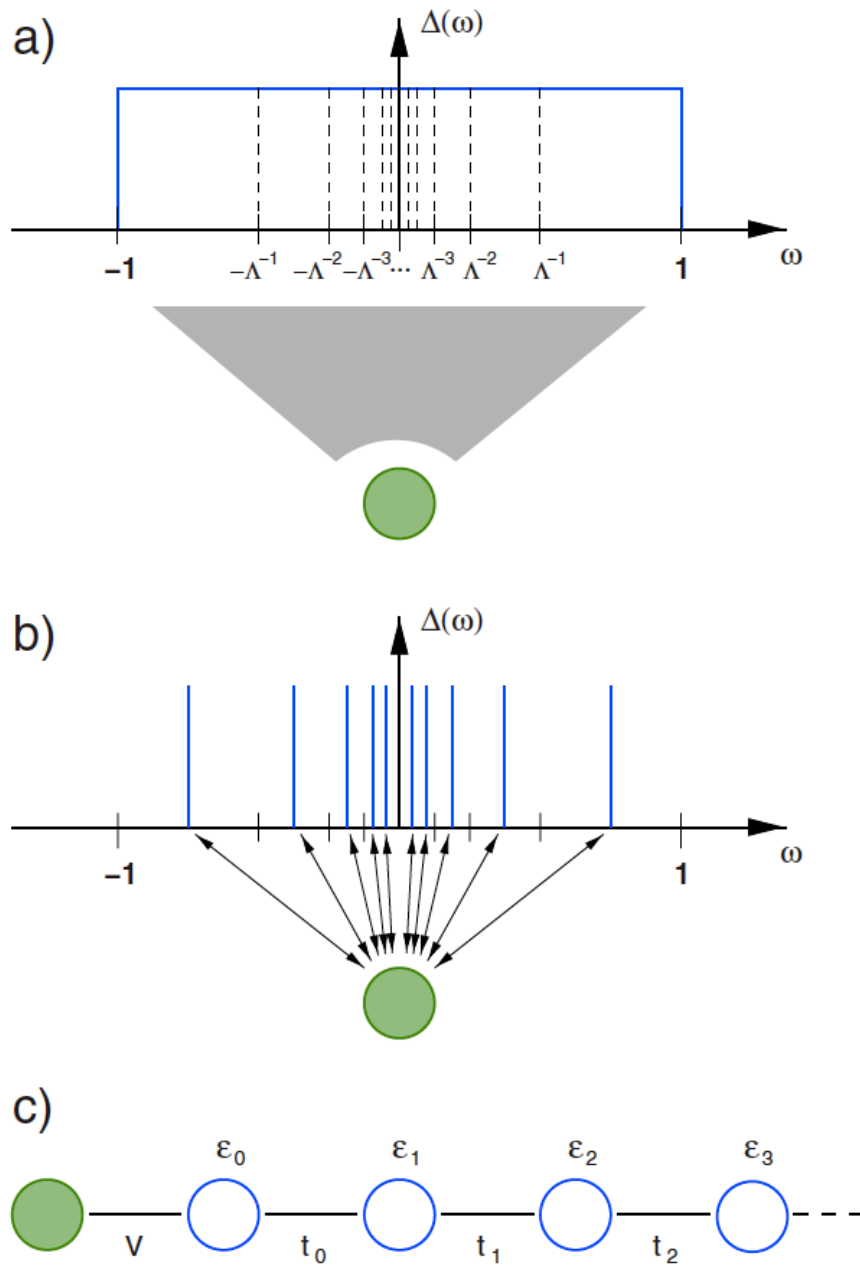 a)
Δ(ω)
−1 −Λ⁻¹ −Λ⁻² −Λ⁻³ ... Λ⁻³ Λ⁻² Λ⁻¹ 1 ω
b)
Δ(ω)
−1 1 ω
c)
ε₀ ε₁ ε₂ ε₃
V t₀ t₁ t₂